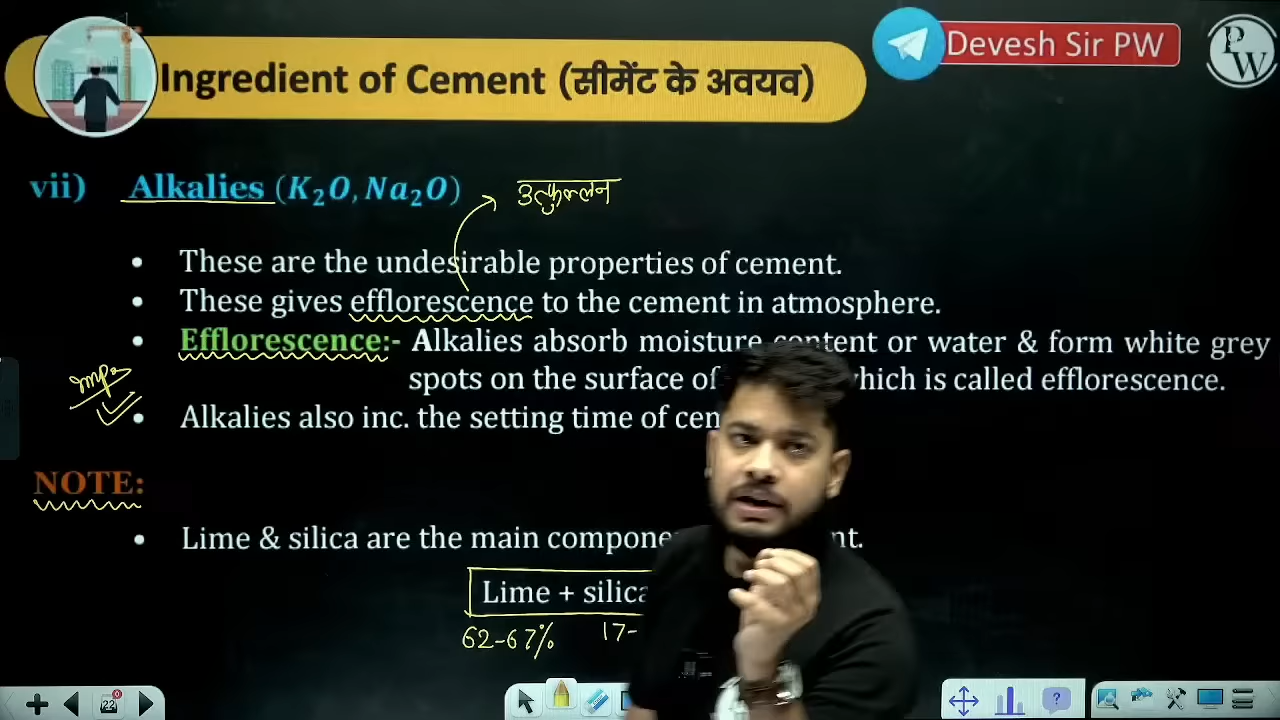 Devesh Sir PW
PW
Ingredient of Cement (सीमेंट के अवयव)
vii) Alkalies (K₂O, Na₂O)
उत्फुल्लन
• These are the undesirable properties of cement.
• These gives efflorescence to the cement in atmosphere.
• Efflorescence:- Alkalies absorb moisture content or water & form white grey
spots on the surface of which is called efflorescence.
Imp.
• Alkalies also inc. the setting time of cem
NOTE:
• Lime & silica are the main compone nt.
Lime + silica
62-67% 17-
22